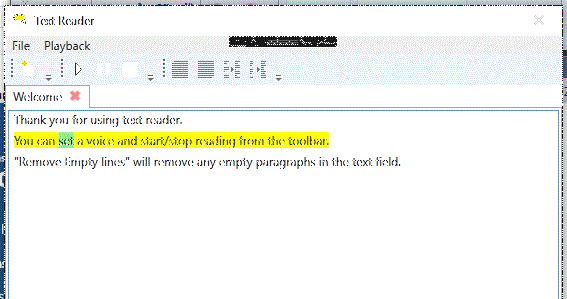 Text Reader
File Playback
Welcome
Thank you for using text reader.
You can set a voice and start/stop reading from the toolbar.
"Remove Empty lines" will remove any empty paragraphs in the text field.